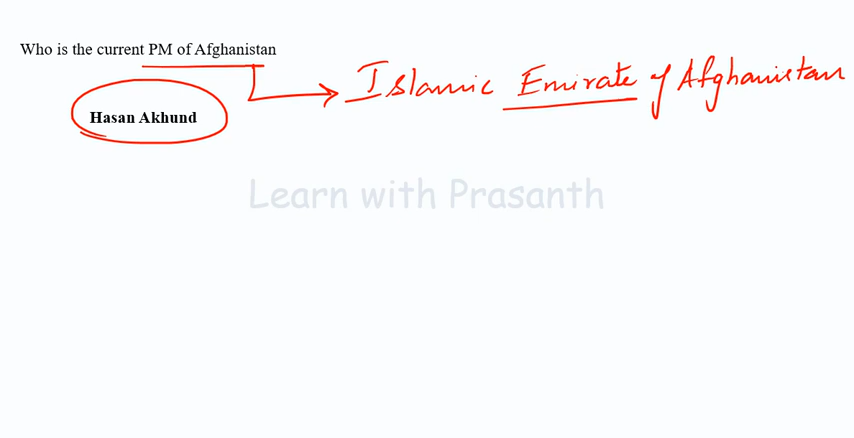 Who is the current PM of Afghanistan
Islamic Emirate of Afghanistan
Hasan Akhund
Learn with Prasanth